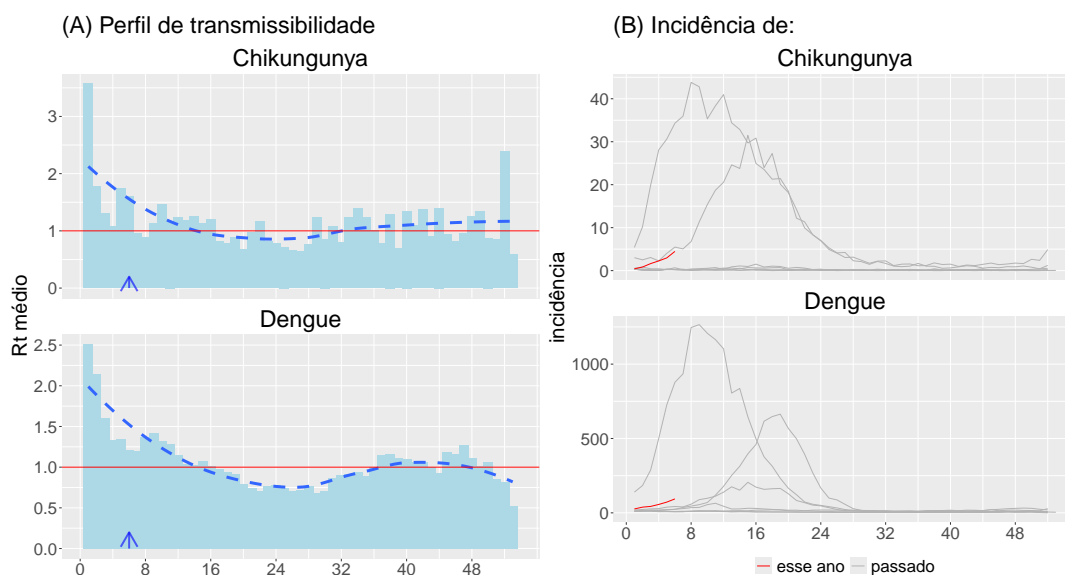 (A) Perfil de transmissibilidade
Chikungunya
3
2
1
0
Dengue
2.5
2.0
1.5
1.0
0.5
0.0
0 8 16 24 32 40 48
Rt médio
(B) Incidência de:
Chikungunya
40
30
20
10
0
Dengue
1000
500
0
0 8 16 24 32 40 48
incidência
esse ano passado